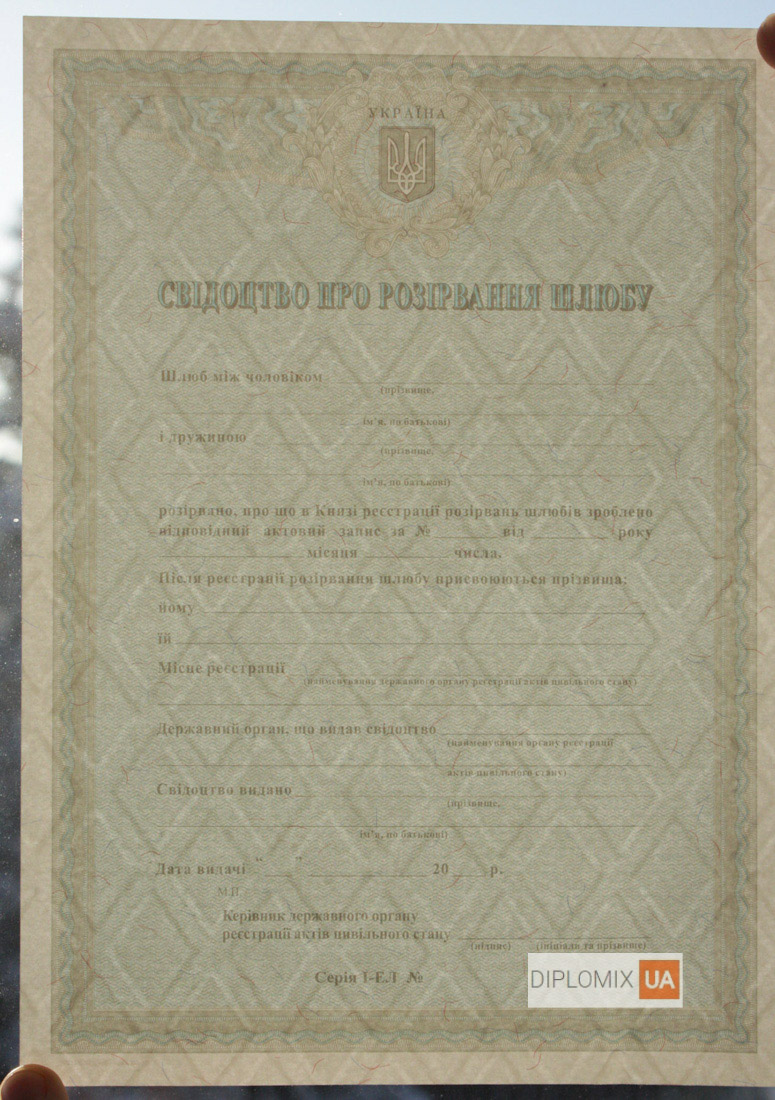 УКРАЇНА
СВІДОЦТВО ПРО РОЗІРВАННЯ ШЛЮБУ
Шлюб між чоловіком
(прізвище,
ім'я, по батькові)
і дружиною
(прізвище,
ім'я, по батькові)
розірвано, про що в Книзі реєстрації розірвань шлюбів зроблено
відповідний актовий запис за № від року
місяця числа.
Після реєстрації розірвання шлюбу присвоюються прізвища:
йому
їй
Місце реєстрації
(найменування державного органу реєстрації актів цивільного стану)
Державний орган, що видав свідоцтво
(найменування органу реєстрації
актів цивільного стану)
Свідоцтво видано
(прізвище,
ім'я, по батькові)
Дата видачі “ ” 20 р.
М.П.
Керівник державного органу
реєстрації актів цивільного стану
(підпис) (ініціали та прізвище)
Серія І-ЕЛ №
DIPLOMIX UA